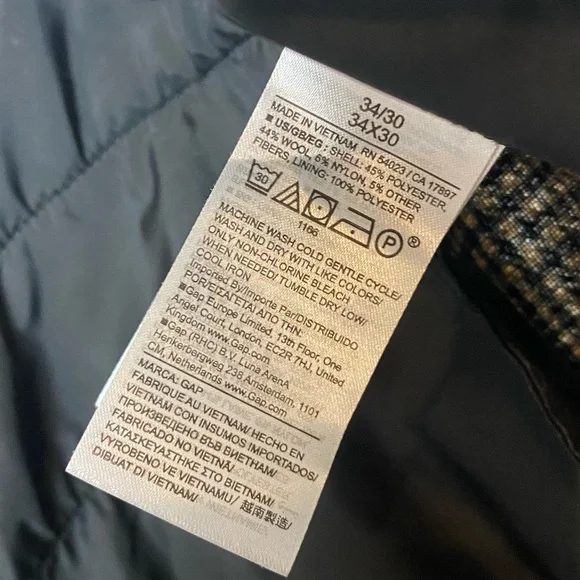 34/30
34X30
MADE IN VIETNAM. RN 54023 / CA 17897
■ US/GB/EG : SHELL: 45% POLYESTER,
44% WOOL, 6% NYLON, 5% OTHER
FIBERS, LINING: 100% POLYESTER
30
1166
P
®
MACHINE WASH COLD GENTLE CYCLE/
WASH AND DRY WITH LIKE COLORS/
ONLY NON-CHLORINE BLEACH
WHEN NEEDED/ TUMBLE DRY LOW/
COOL IRON
Imported By/Importé Par/DISTRIBUIDO
POR/ΕΙΣΑΓΕΤΑΙ ΑΠΟ ΤΗΝ:
■Gap Europe Limited, 13th Floor, One
Angel Court, London, EC2R 7HJ, United
Kingdom www.Gap.com
■Gap (RHO) B.V. Luna ArenA
Herikerbergweg 238 Amsterdam, 1101
CM, Netherlands www.Gap.com
MARCA: GAP
FABRIQUÉ AU VIETNAM/ HECHO EN
VIETNAM CON INSUMOS IMPORTADOS/
ПРОИЗВЕДЕНО ВЪВ ВИЕТНАМ/
FABRICADO NO VIETNÃ/
ΚΑΤΑΣΚΕΥΑΣΤΗΚΕ ΣΤΟ ΒΙΕΤΝΑΜ/
VYROBENO VE VIETNAMU/ 越南製造/
DIBUAT DI VIETNAM/